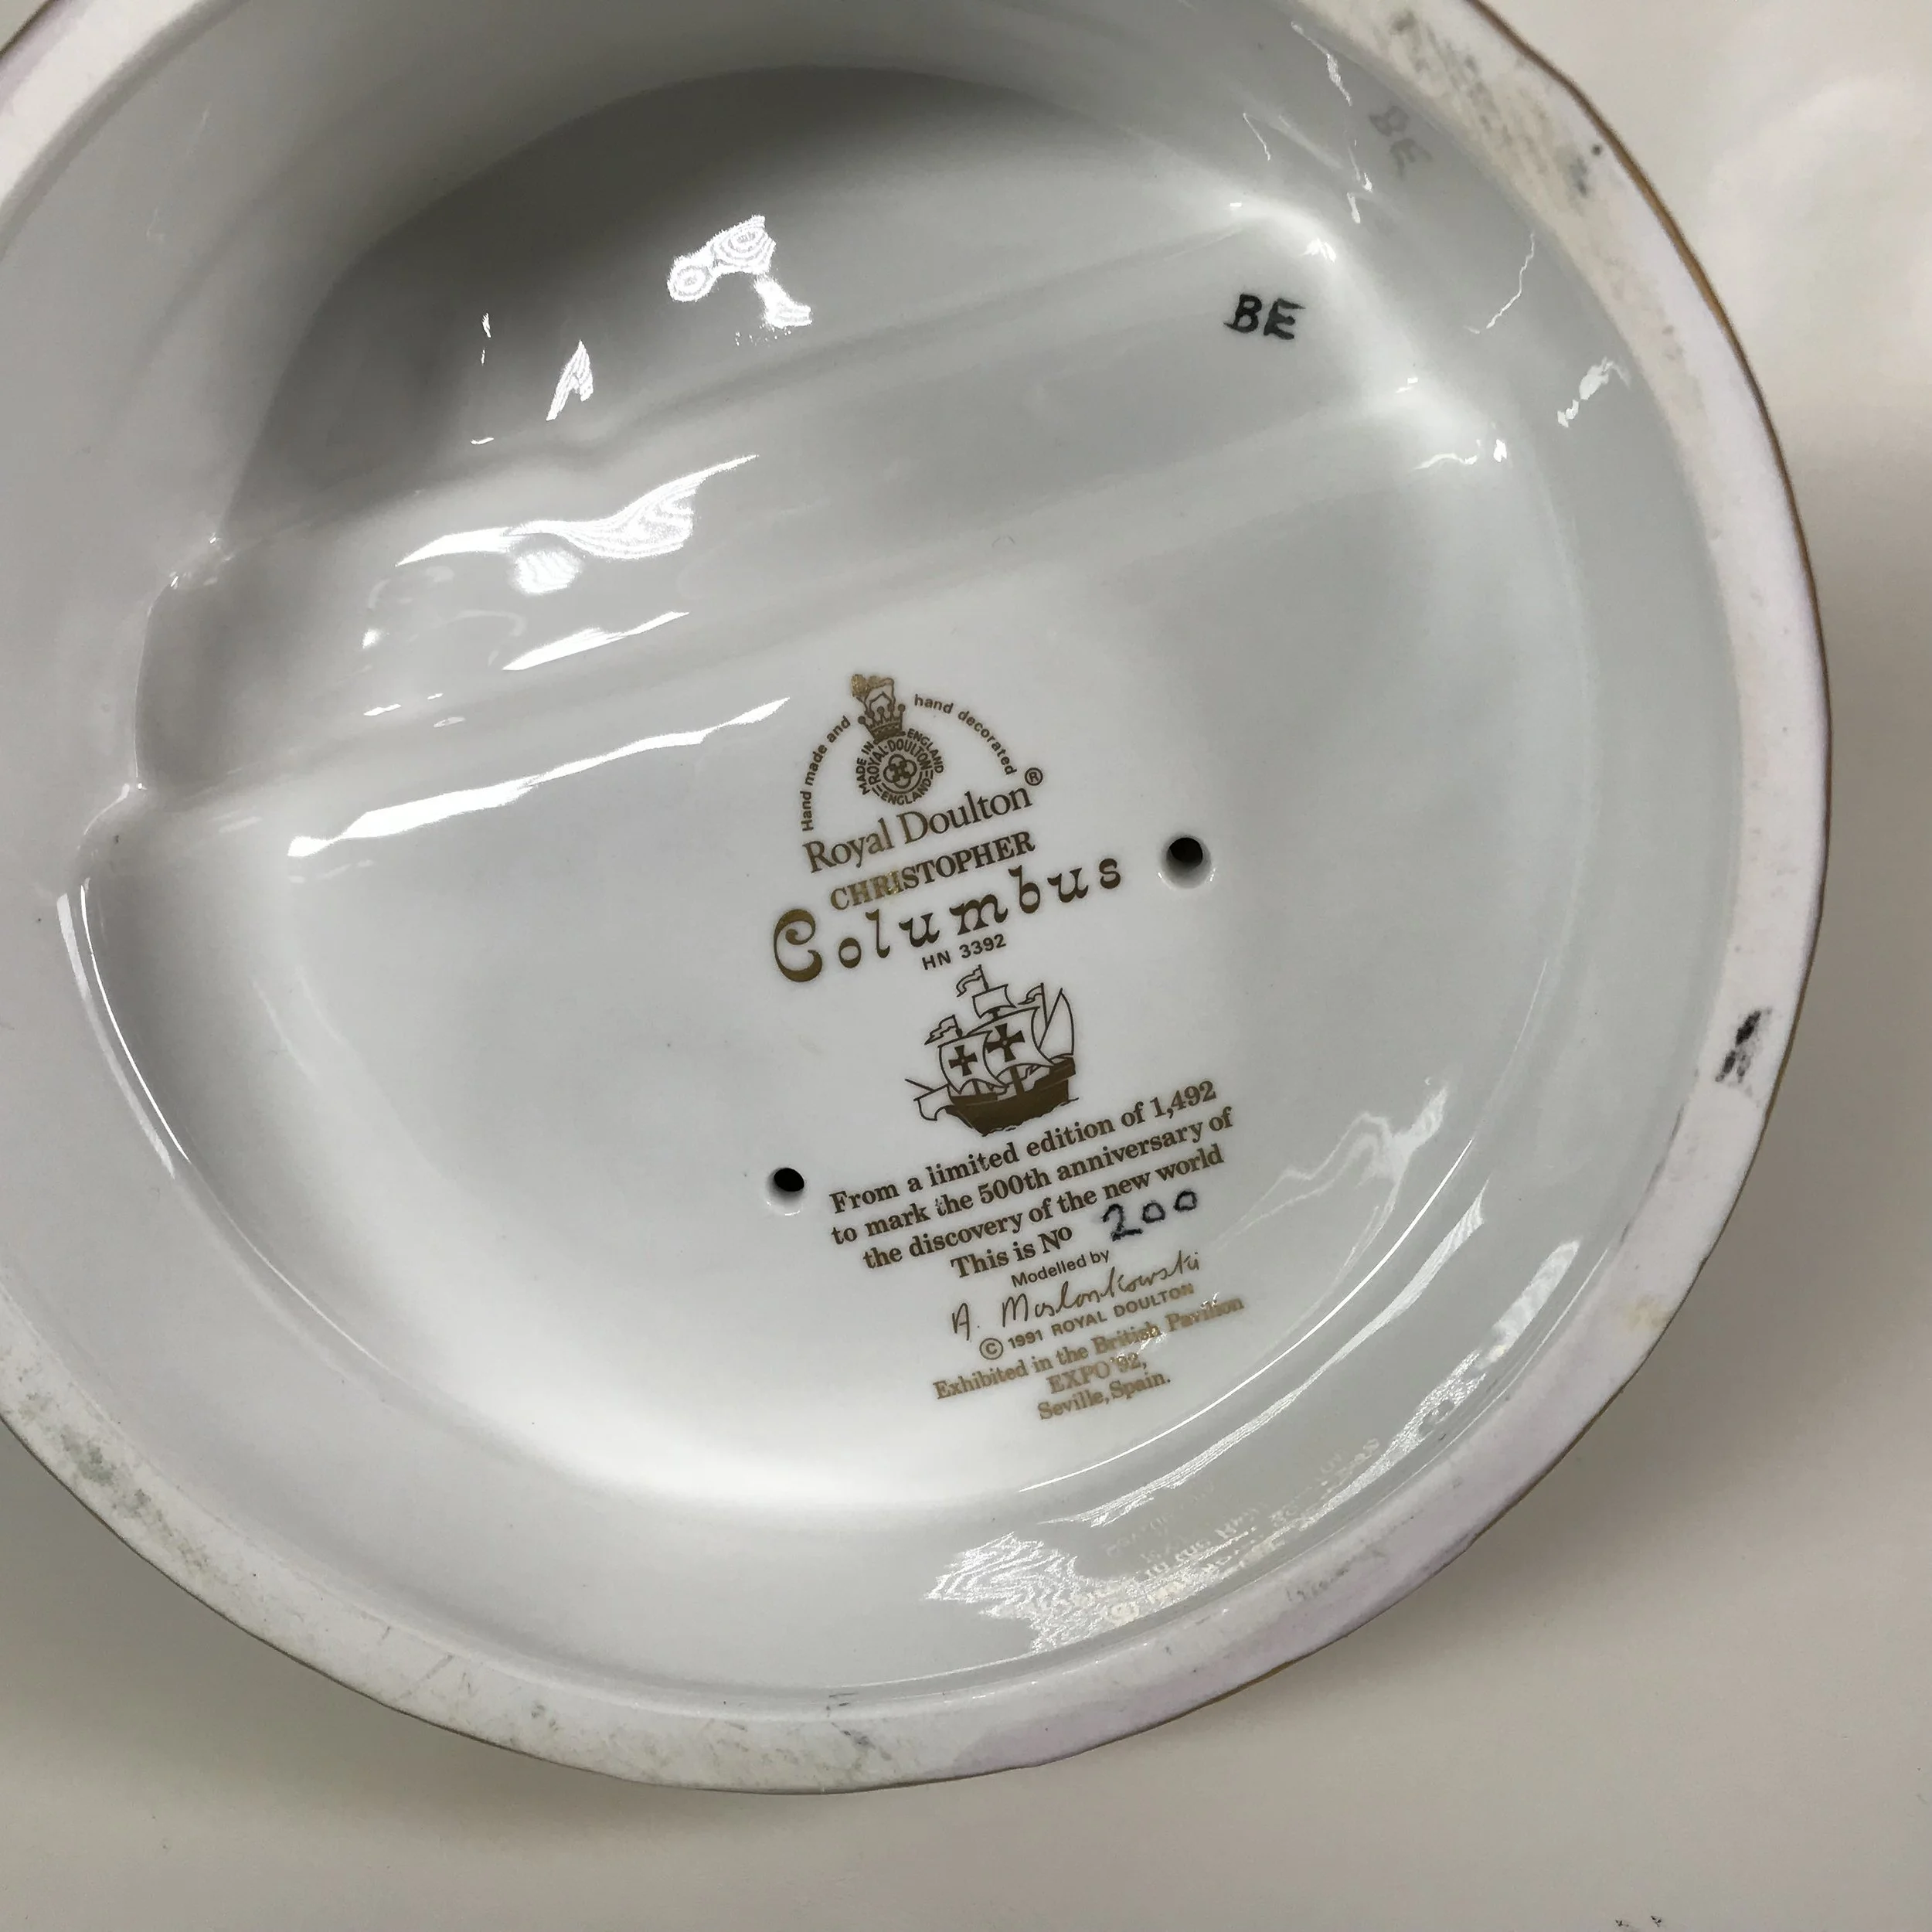 BE
Hand made and hand decorated
MADE IN ENGLAND
ROYAL·DOULTON
ENGLAND
Royal Doulton®
CHRISTOPHER
Columbus
HN 3392
From a limited edition of 1,492
to mark the 500th anniversary of
the discovery of the new world
This is No 200
Modelled by
A. Maslankowski
© 1991 ROYAL DOULTON
Exhibited in the British Pavilion
EXPO '92,
Seville, Spain.